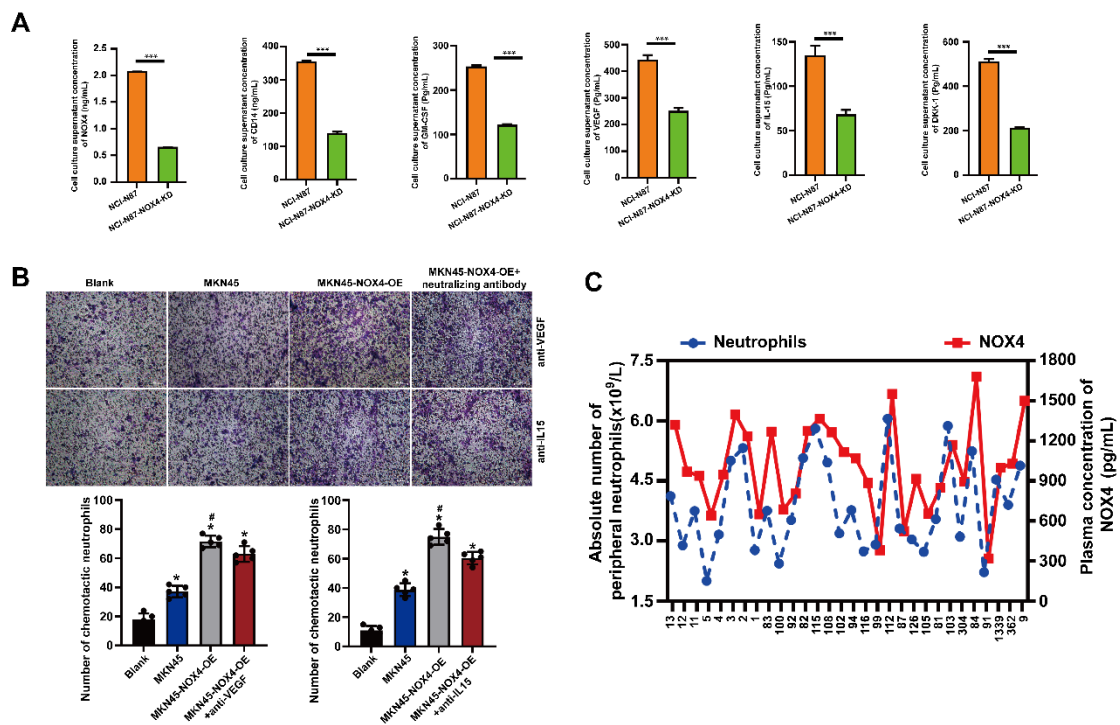 A
Cell culture supernatant concentration
of NOX4 (ng/mL)
2.5
2.0
1.5
1.0
0.5
0.0
***
NCI-N87
NCI-N87-NOX4-KD
Cell culture supernatant concentration
of CD14 (ng/mL)
400
300
200
100
0
***
NCI-N87
NCI-N87-NOX4-KD
Cell culture supernatant concentration
of GM-CSF (Pg/mL)
300
200
100
0
***
NCI-N87
NCI-N87-NOX4-KD
Cell culture supernatant concentration
of VEGF (Pg/mL)
500
400
300
200
100
0
***
NCI-N87
NCI-N87-NOX4-KD
Cell culture supernatant concentration
of IL-15 (Pg/mL)
150
100
50
0
***
NCI-N87
NCI-N87-NOX4-KD
Cell culture supernatant concentration
of DKK-1 (Pg/mL)
600
400
200
0
***
NCI-N87
NCI-N87-NOX4-KD
B
Blank
MKN45
MKN45-NOX4-OE
MKN45-NOX4-OE+
neutralizing antibody
anti-VEGF
anti-IL15
Number of chemotactic neutrophils
100
80
60
40
20
0
*
#
*
*
Blank
MKN45
MKN45-NOX4-OE
MKN45-NOX4-OE
+anti-VEGF
Number of chemotactic neutrophils
100
80
60
40
20
0
*
#
*
*
Blank
MKN45
MKN45-NOX4-OE
MKN45-NOX4-OE
+anti-IL15
C
Neutrophils
NOX4
Absolute number of
peripheral neutrophils(x10⁹/L)
7.5
6.0
4.5
3.0
1.5
1800
1500
1200
900
600
300
0
Plasma concentration of
NOX4 (pg/mL)
13
12
11
5
4
3
2
1
83
100
92
82
115
108
102
94
116
99
112
87
126
105
81
103
304
84
91
1339
362
9